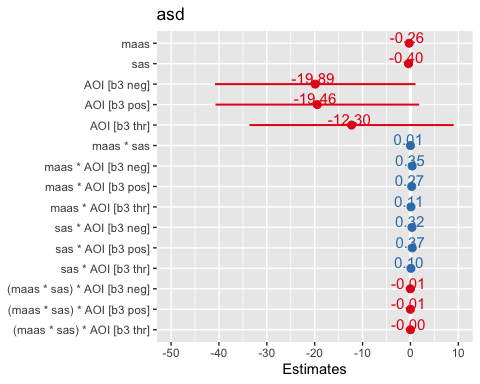 asd
maas -0.26
sas -0.40
AOI [b3 neg] -19.89
AOI [b3 pos] -19.46
AOI [b3 thr] -12.30
maas * sas 0.01
maas * AOI [b3 neg] 0.35
maas * AOI [b3 pos] 0.27
maas * AOI [b3 thr] 0.11
sas * AOI [b3 neg] 0.32
sas * AOI [b3 pos] 0.37
sas * AOI [b3 thr] 0.10
(maas * sas) * AOI [b3 neg] -0.01
(maas * sas) * AOI [b3 pos] -0.01
(maas * sas) * AOI [b3 thr] -0.00
-50 -40 -30 -20 -10 0 10
Estimates